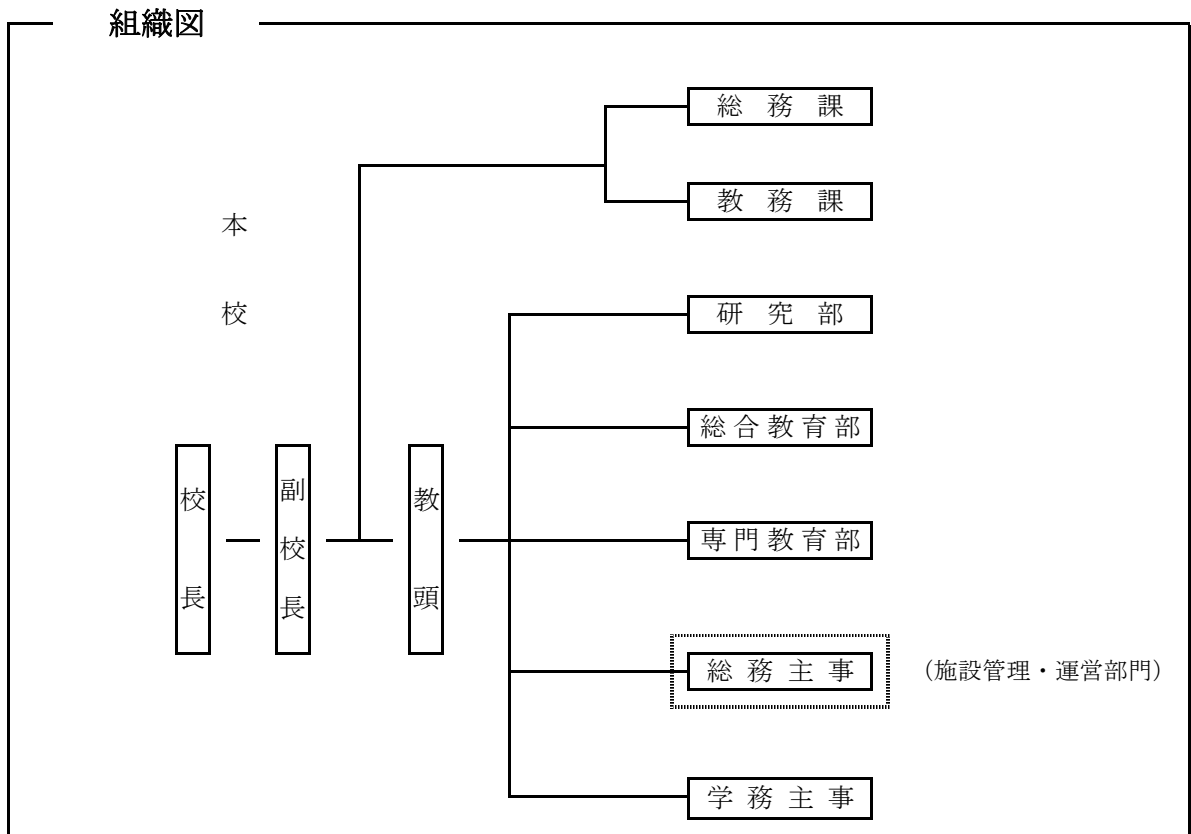 組織図
総務課
教務課
本校
研究部
総合教育部
校長
副校長
教頭
専門教育部
総務主事
（施設管理・運営部門）
学務主事